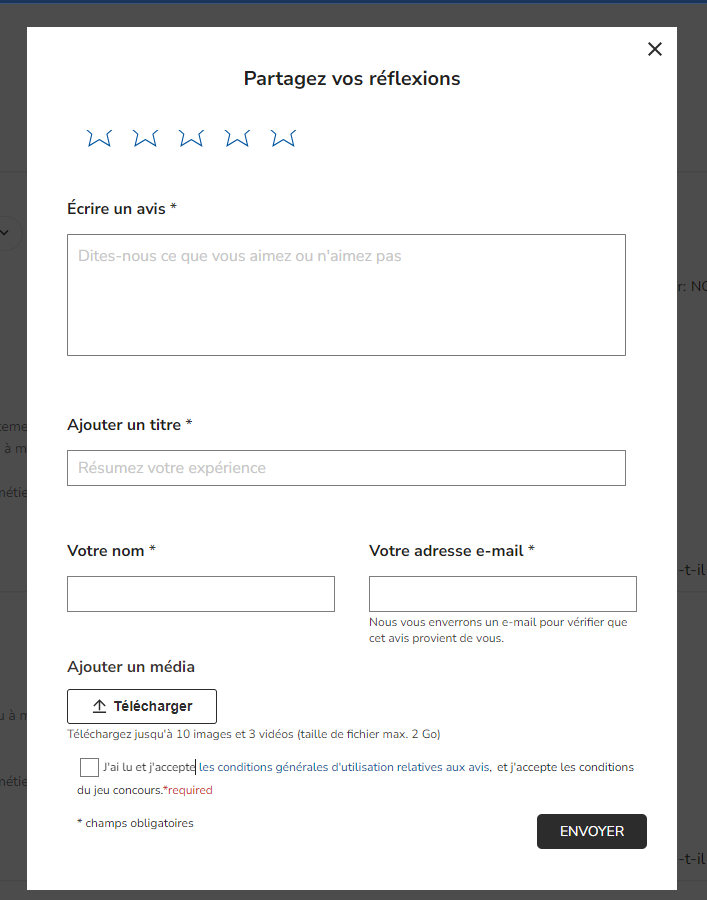 Partagez vos réflexions
Écrire un avis *
Dites-nous ce que vous aimez ou n'aimez pas
r: NO
à m
Ajouter un titre *
Résumez votre expérience
Votre nom * Votre adresse e-mail *
-t-il
Nous vous enverrons un e-mail pour vérifier que
cet avis provient de vous.
Ajouter un média
Télécharger
Téléchargez jusqu'à 10 images et 3 vidéos (taille de fichier max. 2 Go)
J'ai lu et j'accepte les conditions générales d'utilisation relatives aux avis, et j'accepte les conditions
du jeu concours.*required
* champs obligatoires
ENVOYER
-t-il